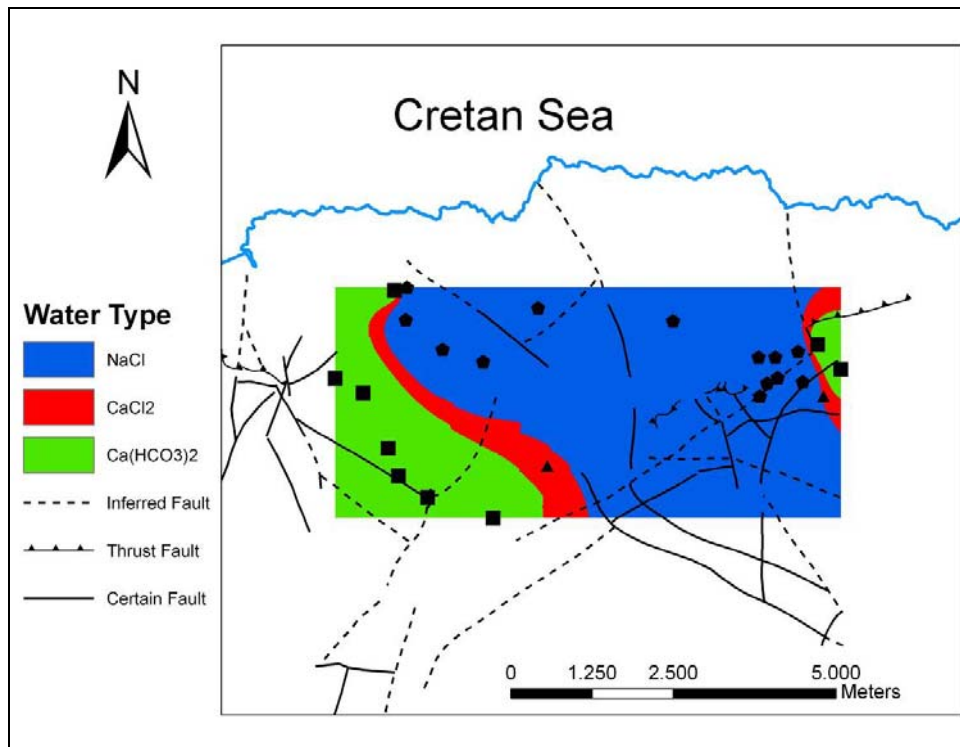 N
Cretan Sea
Water Type
NaCl
CaCl2
Ca(HCO3)2
Inferred Fault
Thrust Fault
Certain Fault
0 1.250 2.500 5.000
Meters